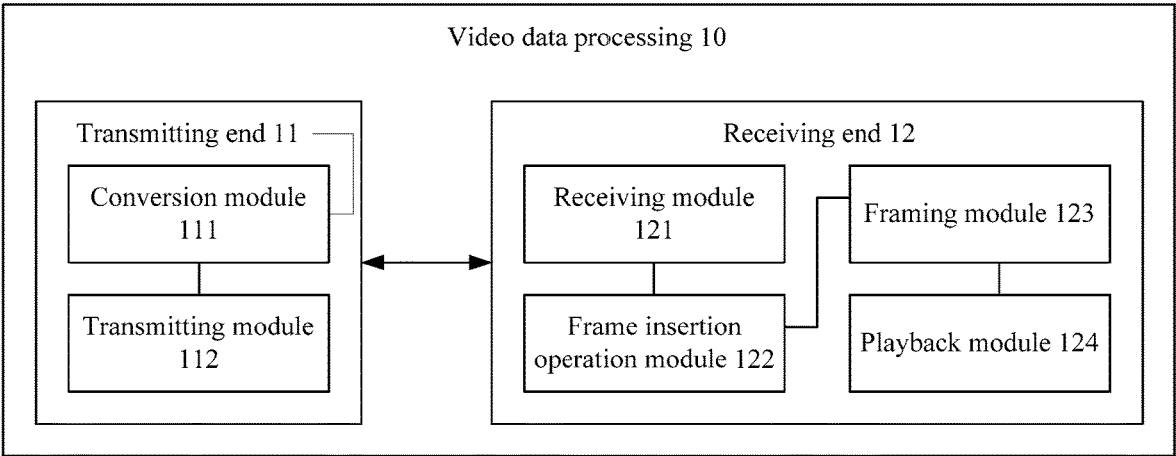 Video data processing 10
Transmitting end 11
Conversion module
111
Transmitting module
112
Receiving end 12
Receiving module
121
Frame insertion
operation module 122
Framing module 123
Playback module 124